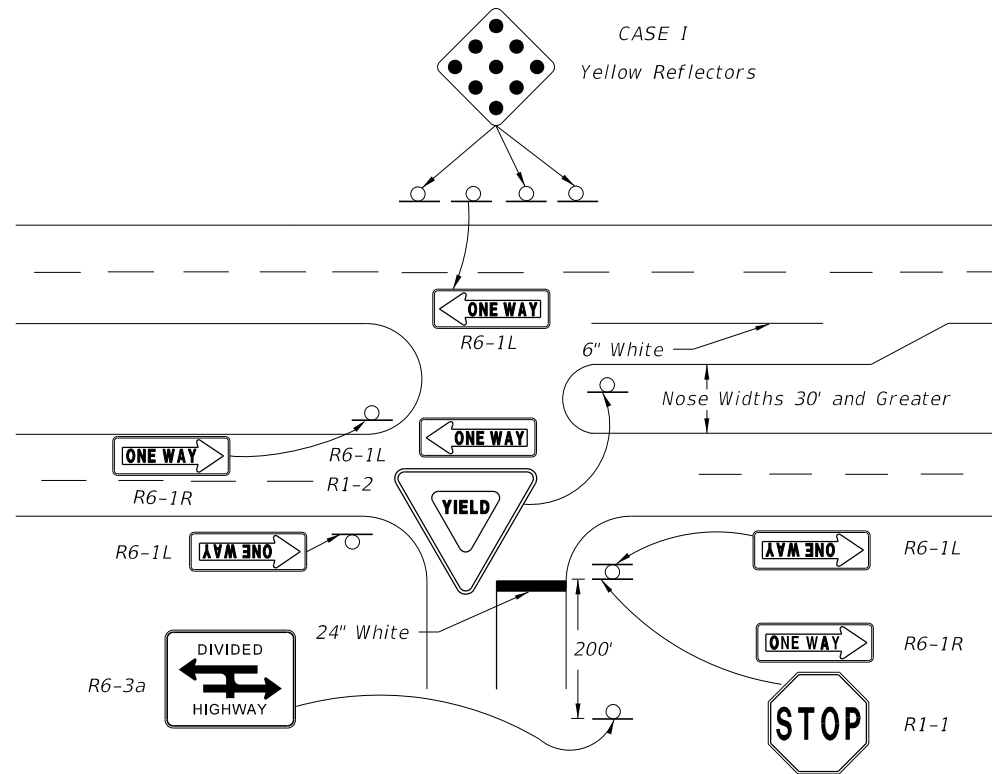 CASE I
Yellow Reflectors
ONE WAY
R6-1L
6" White
Nose Widths 30' and Greater
ONE WAY
ONE WAY
R6-1L
R6-1R
R1-2
YIELD
R6-1L
ONE WAY
ONE WAY
R6-1L
24" White
200'
ONE WAY
R6-1R
R6-3a
DIVIDED
HIGHWAY
STOP
R1-1